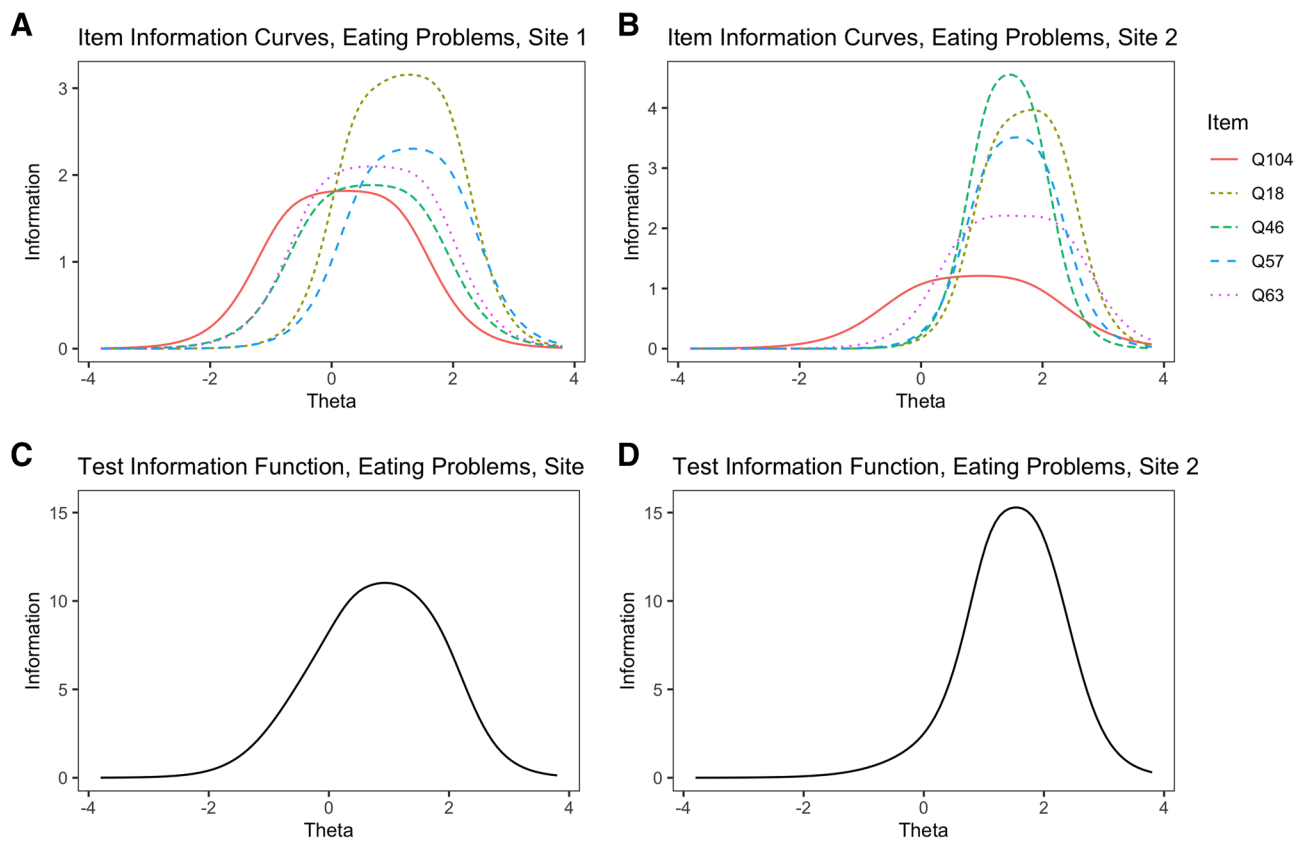 A
Item Information Curves, Eating Problems, Site 1
Information
3
2
1
0
-4 -2 0 2 4
Theta
B
Item Information Curves, Eating Problems, Site 2
Information
4
3
2
1
0
-4 -2 0 2 4
Theta
Item
Q104
Q18
Q46
Q57
Q63
C
Test Information Function, Eating Problems, Site
Information
15
10
5
0
-4 -2 0 2 4
Theta
D
Test Information Function, Eating Problems, Site 2
Information
15
10
5
0
-4 -2 0 2 4
Theta